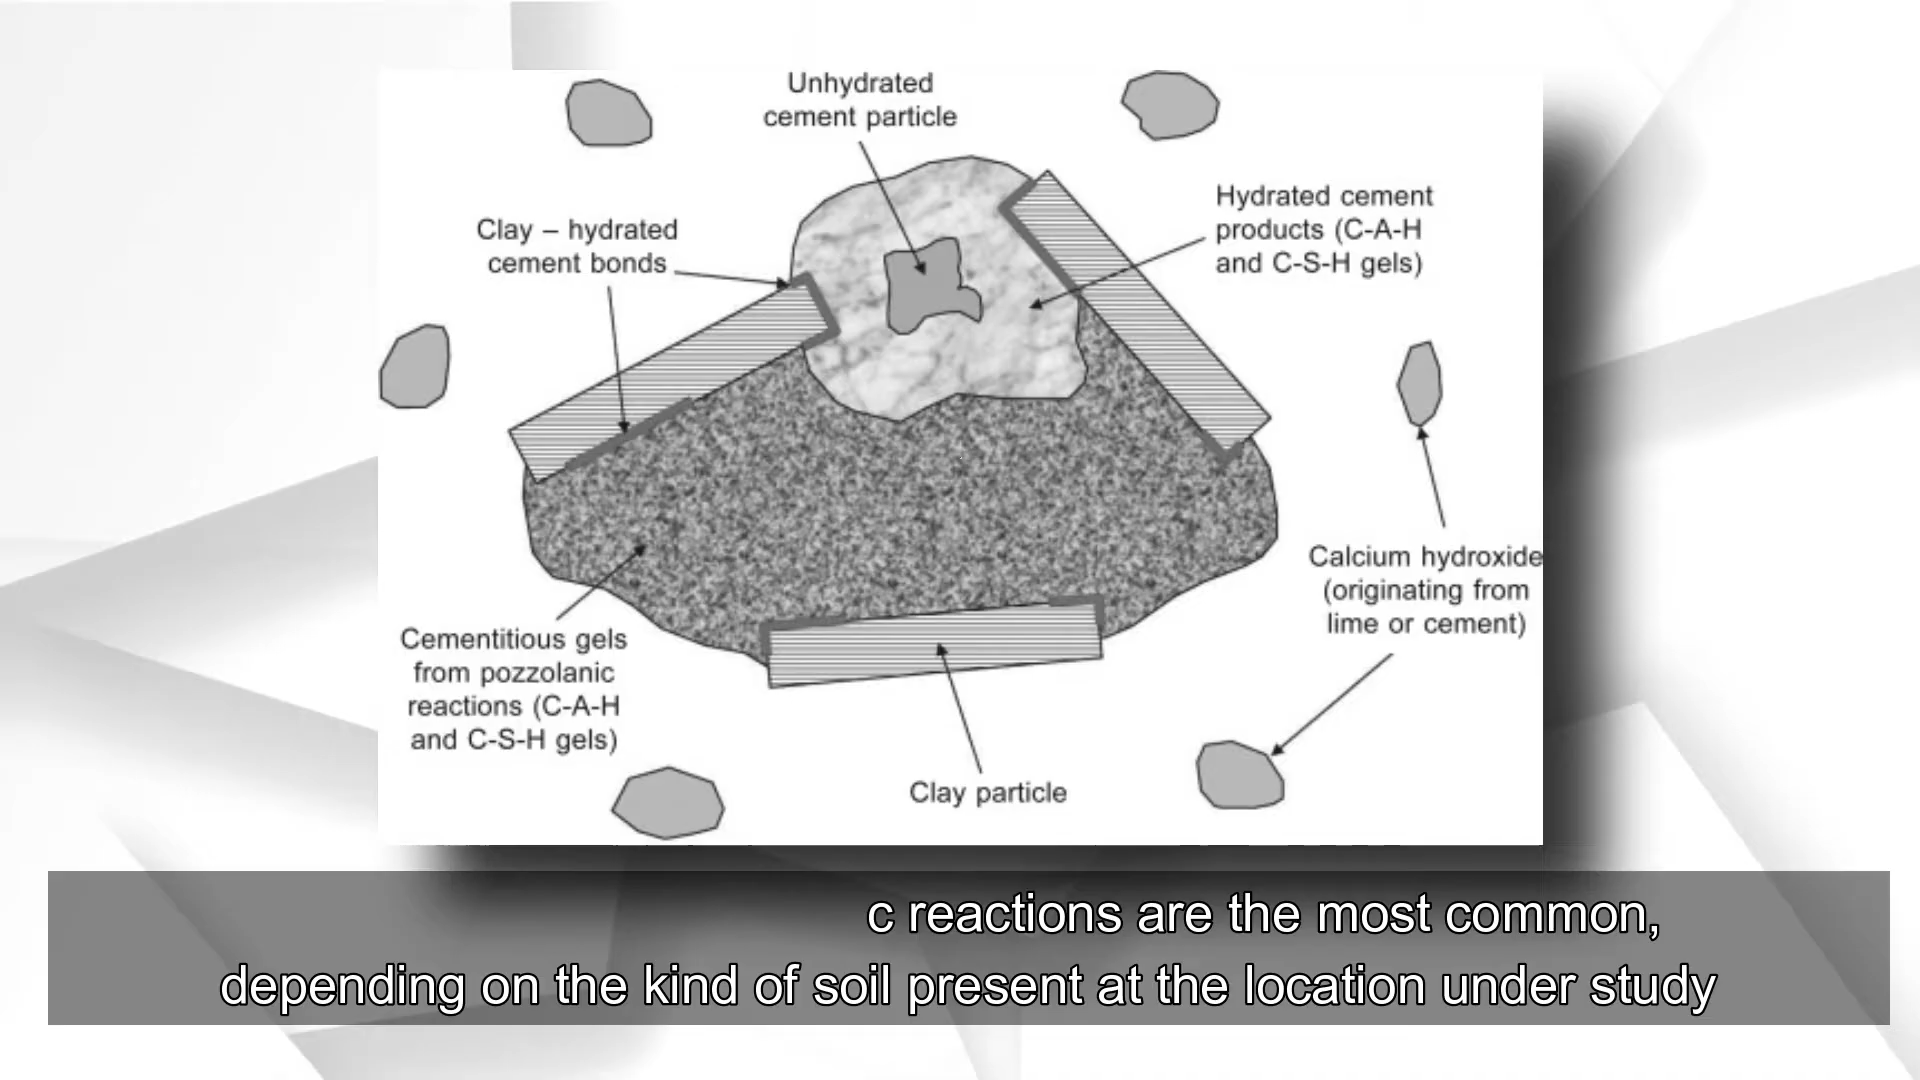 Unhydrated
cement particle
Hydrated cement
products (C-A-H
and C-S-H gels)
Clay – hydrated
cement bonds
Calcium hydroxide
(originating from
lime or cement)
Cementitious gels
from pozzolanic
reactions (C-A-H
and C-S-H gels)
Clay particle
c reactions are the most common,
depending on the kind of soil present at the location under study